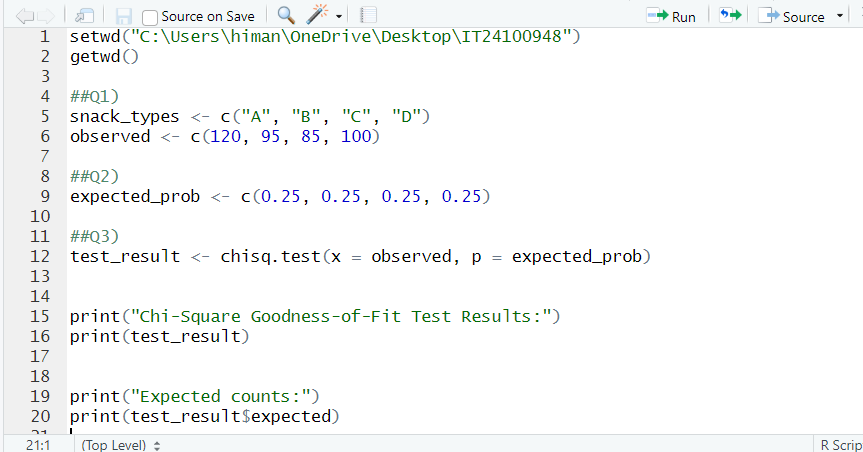 Source on Save Run Source
1 setwd("C:\Users\himan\OneDrive\Desktop\IT24100948")
2 getwd()
3
4 ##Q1)
5 snack_types <- c("A", "B", "C", "D")
6 observed <- c(120, 95, 85, 100)
7
8 ##Q2)
9 expected_prob <- c(0.25, 0.25, 0.25, 0.25)
10
11 ##Q3)
12 test_result <- chisq.test(x = observed, p = expected_prob)
13
14
15 print("Chi-Square Goodness-of-Fit Test Results:")
16 print(test_result)
17
18
19 print("Expected counts:")
20 print(test_result$expected)
21
21:1 (Top Level) R Scrip